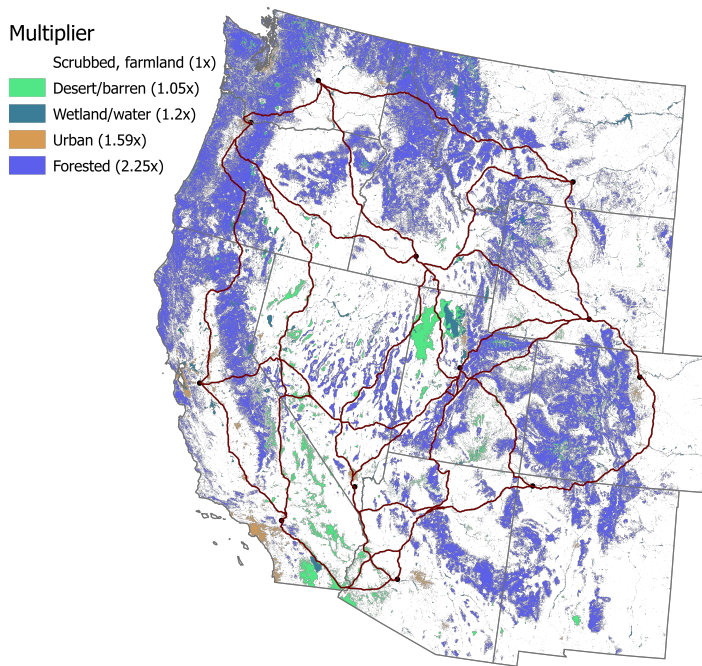 Multiplier
Scrubbed, farmland (1x)
Desert/barren (1.05x)
Wetland/water (1.2x)
Urban (1.59x)
Forested (2.25x)